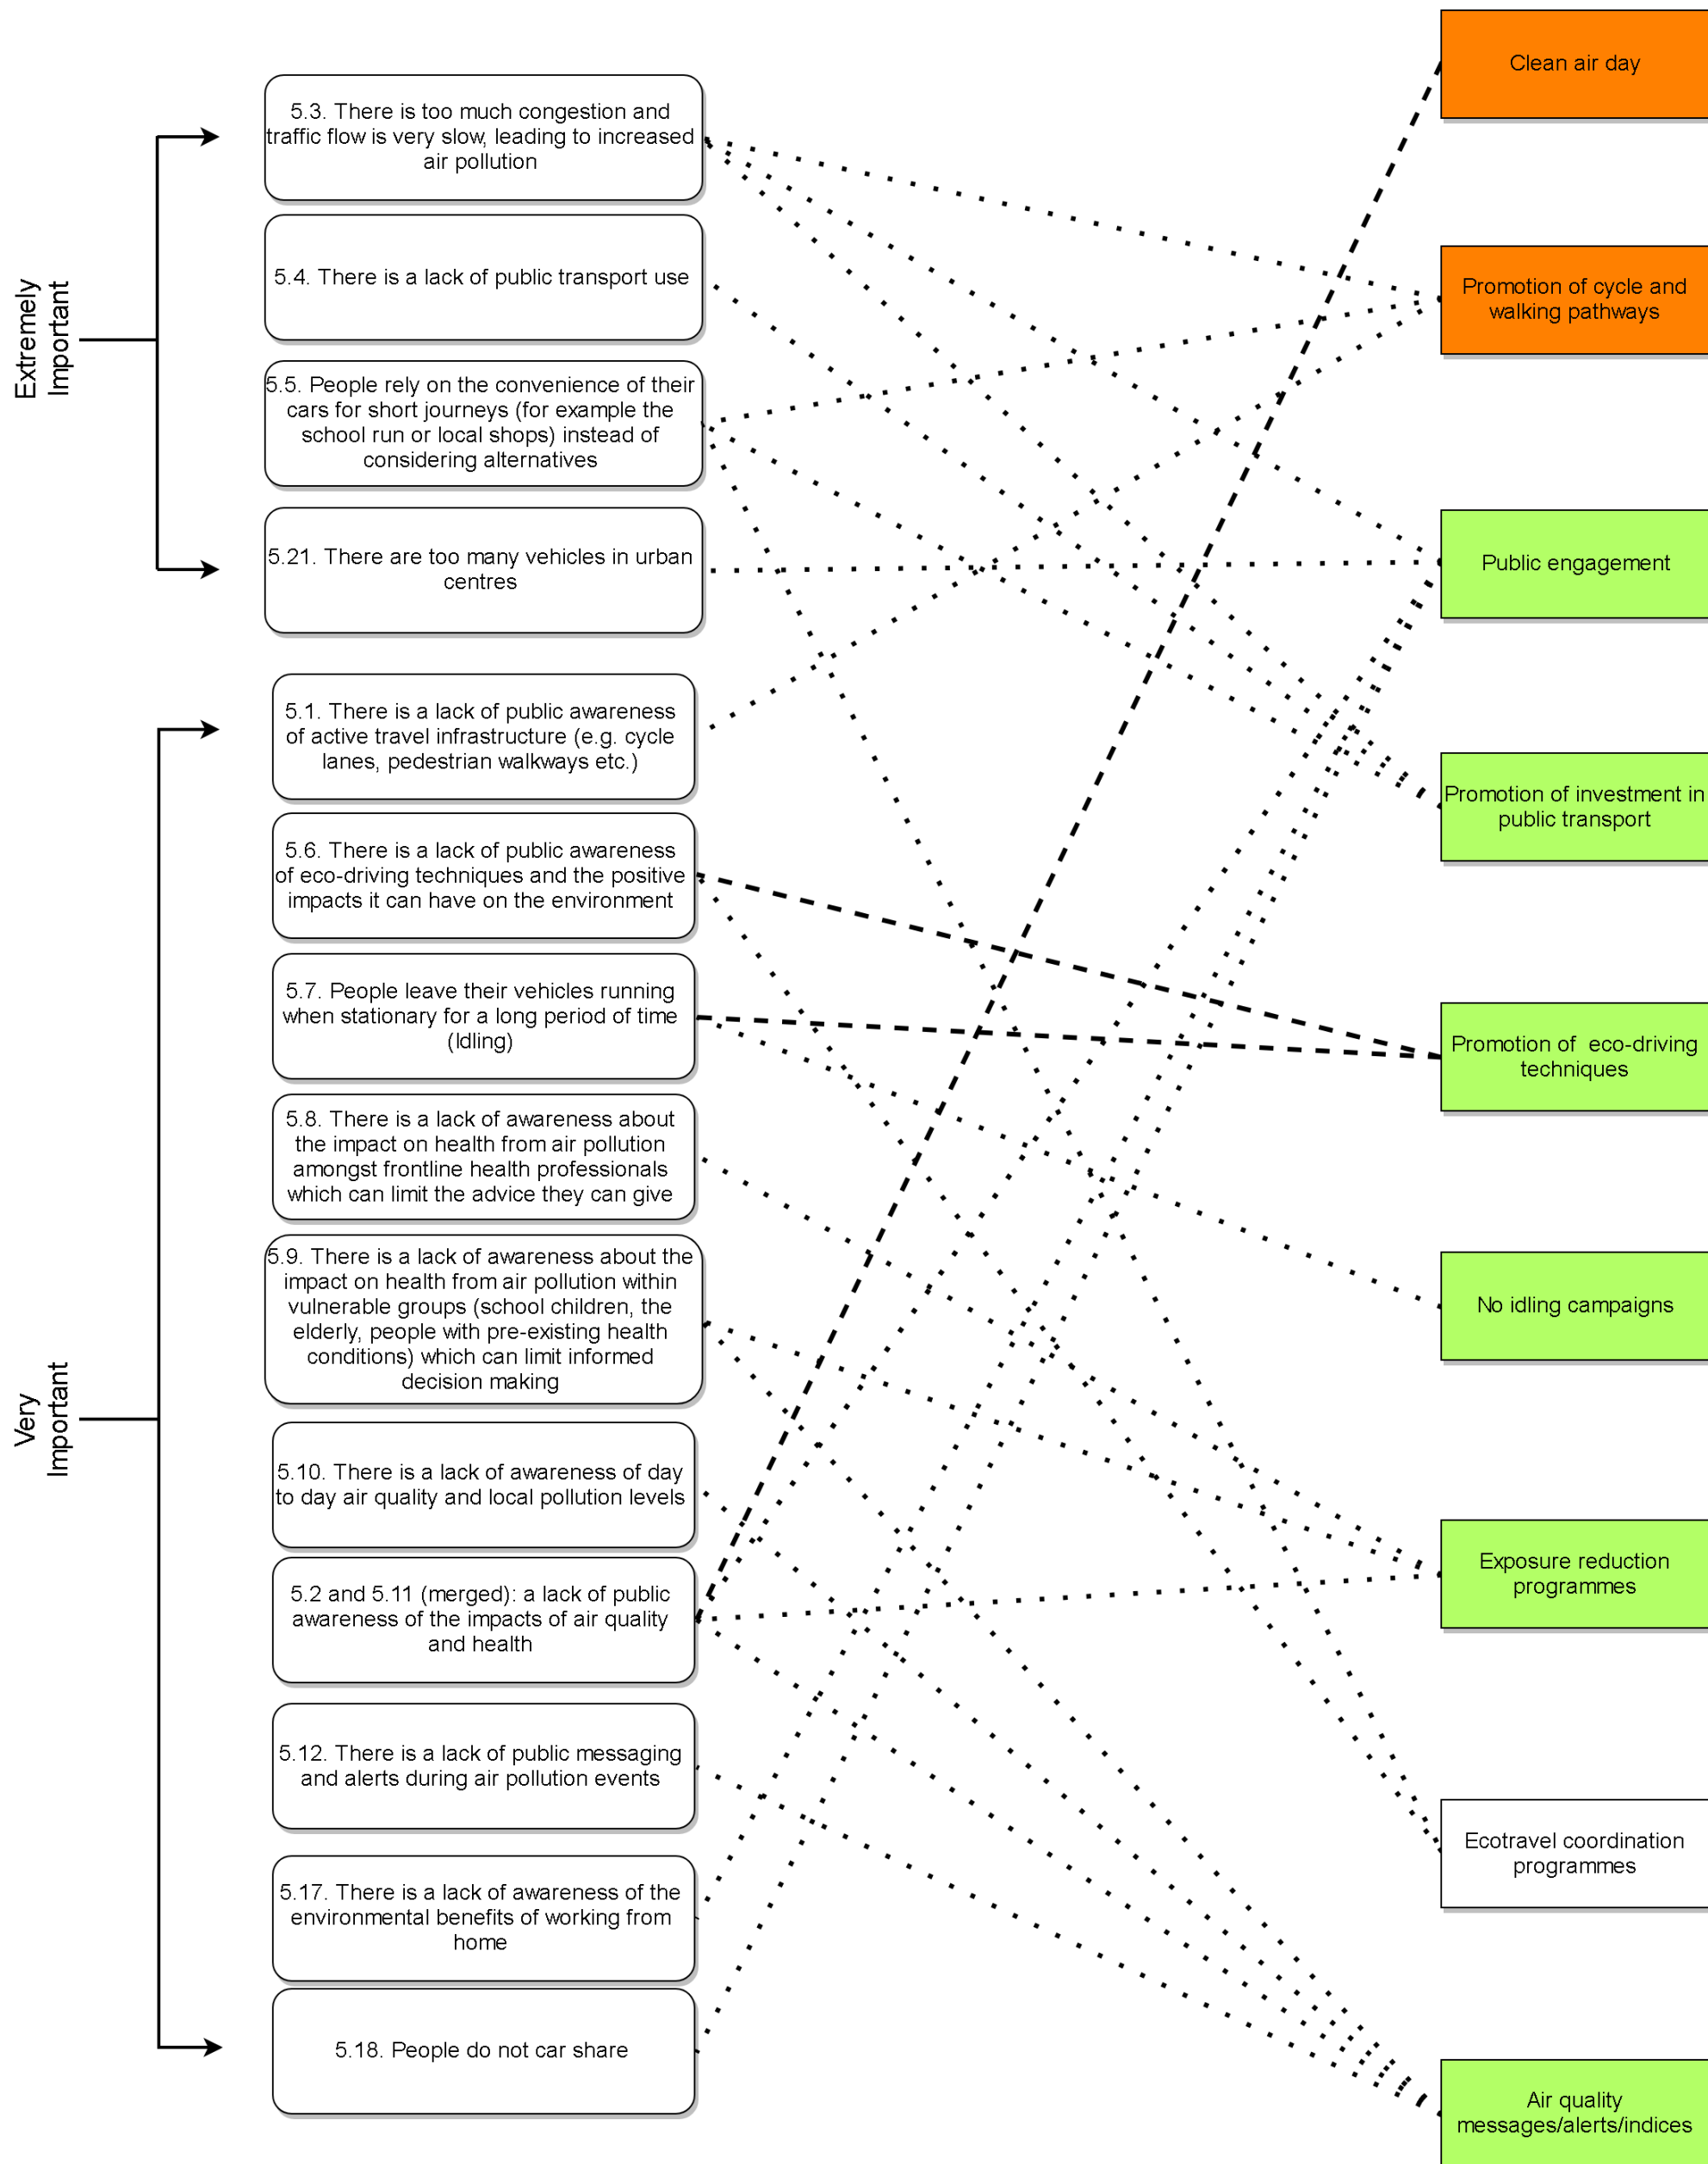 Extremely
Important
5.3. There is too much congestion and
traffic flow is very slow, leading to increased
air pollution
5.4. There is a lack of public transport use
5.5. People rely on the convenience of their
cars for short journeys (for example the
school run or local shops) instead of
considering alternatives
5.21. There are too many vehicles in urban
centres
Very
Important
5.1. There is a lack of public awareness
of active travel infrastructure (e.g. cycle
lanes, pedestrian walkways etc.)
5.6. There is a lack of public awareness
of eco-driving techniques and the positive
impacts it can have on the environment
5.7. People leave their vehicles running
when stationary for a long period of time
(Idling)
5.8. There is a lack of awareness about
the impact on health from air pollution
amongst frontline health professionals
which can limit the advice they can give
5.9. There is a lack of awareness about the
impact on health from air pollution within
vulnerable groups (school children, the
elderly, people with pre-existing health
conditions) which can limit informed
decision making
5.10. There is a lack of awareness of day
to day air quality and local pollution levels
5.2 and 5.11 (merged): a lack of public
awareness of the impacts of air quality
and health
5.12. There is a lack of public messaging
and alerts during air pollution events
5.17. There is a lack of awareness of the
environmental benefits of working from
home
5.18. People do not car share
Clean air day
Promotion of cycle and
walking pathways
Public engagement
Promotion of investment in
public transport
Promotion of  eco-driving
techniques
No idling campaigns
Exposure reduction
programmes
Ecotravel coordination
programmes
Air quality
messages/alerts/indices